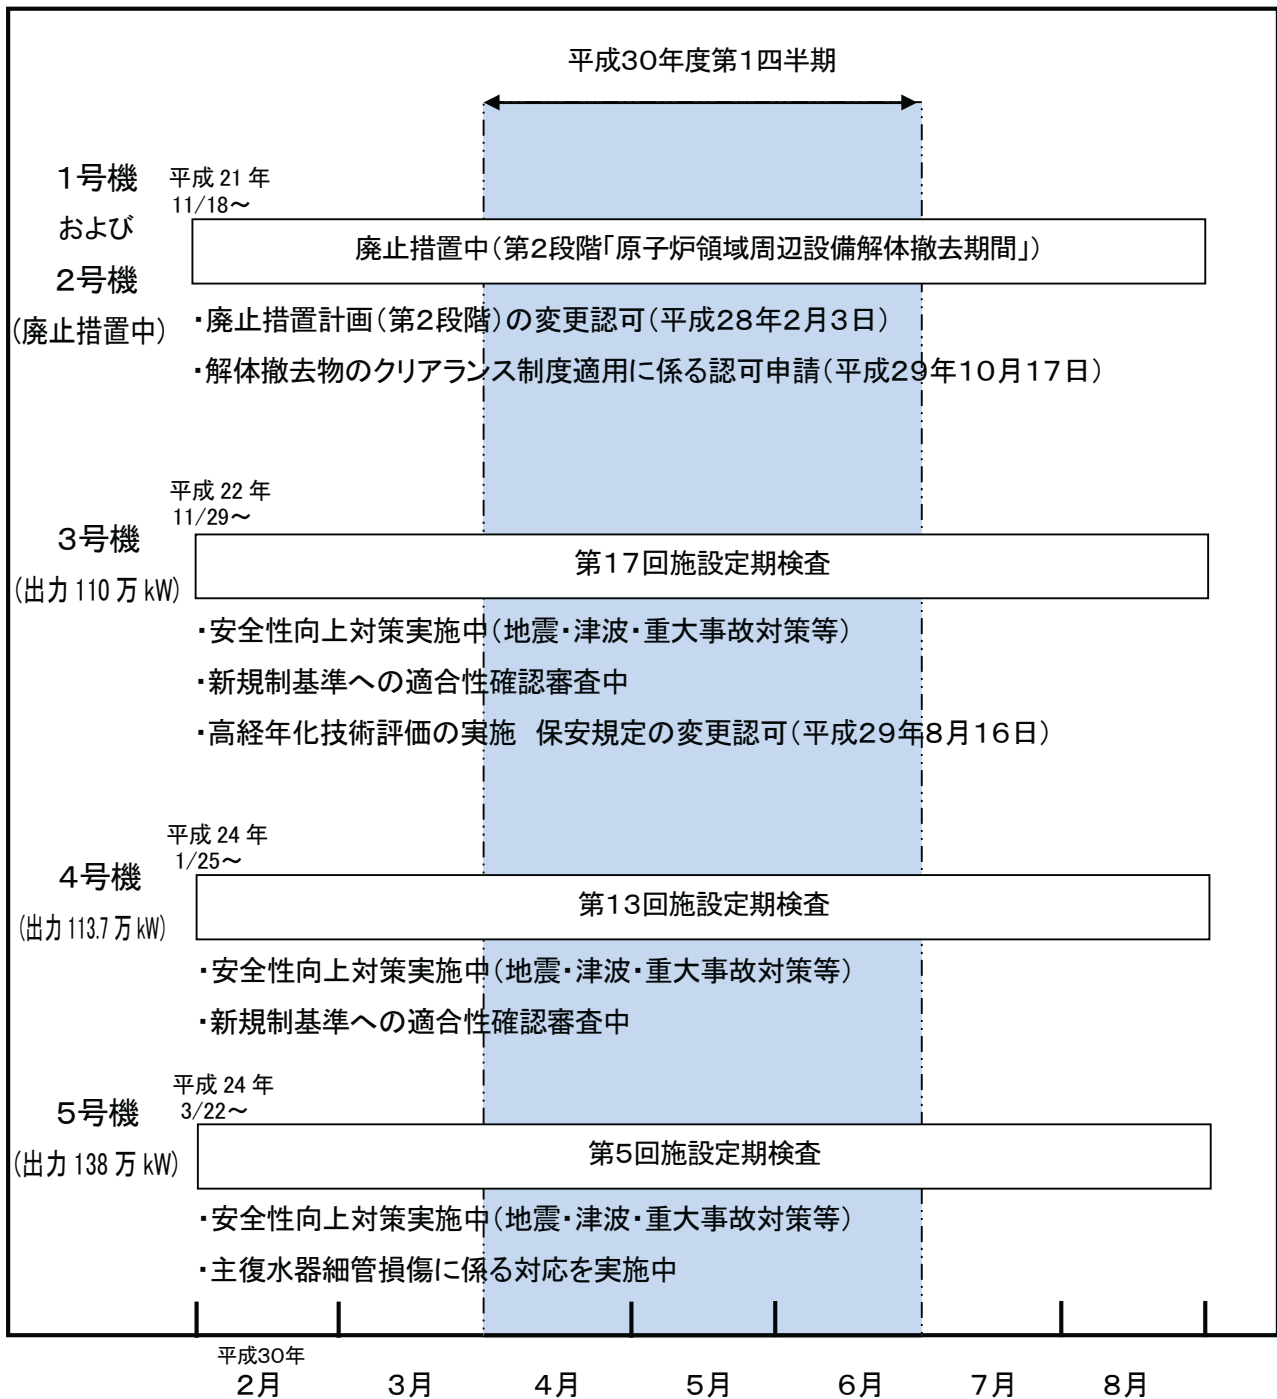 平成30年度第1四半期
1号機
および
2号機
(廃止措置中)
平成 21 年
11/18～
廃止措置中(第2段階「原子炉領域周辺設備解体撤去期間」)
・廃止措置計画(第2段階)の変更認可(平成28年2月3日)
・解体撤去物のクリアランス制度適用に係る認可申請(平成29年10月17日)
平成 22 年
11/29～
3号機
(出力 110 万 kW)
第17回施設定期検査
・安全性向上対策実施中(地震・津波・重大事故対策等)
・新規制基準への適合性確認審査中
・高経年化技術評価の実施　保安規定の変更認可(平成29年8月16日)
平成 24 年
1/25～
4号機
(出力 113.7 万 kW)
第13回施設定期検査
・安全性向上対策実施中(地震・津波・重大事故対策等)
・新規制基準への適合性確認審査中
平成 24 年
3/22～
5号機
(出力 138 万 kW)
第5回施設定期検査
・安全性向上対策実施中(地震・津波・重大事故対策等)
・主復水器細管損傷に係る対応を実施中
平成30年
2月 3月 4月 5月 6月 7月 8月